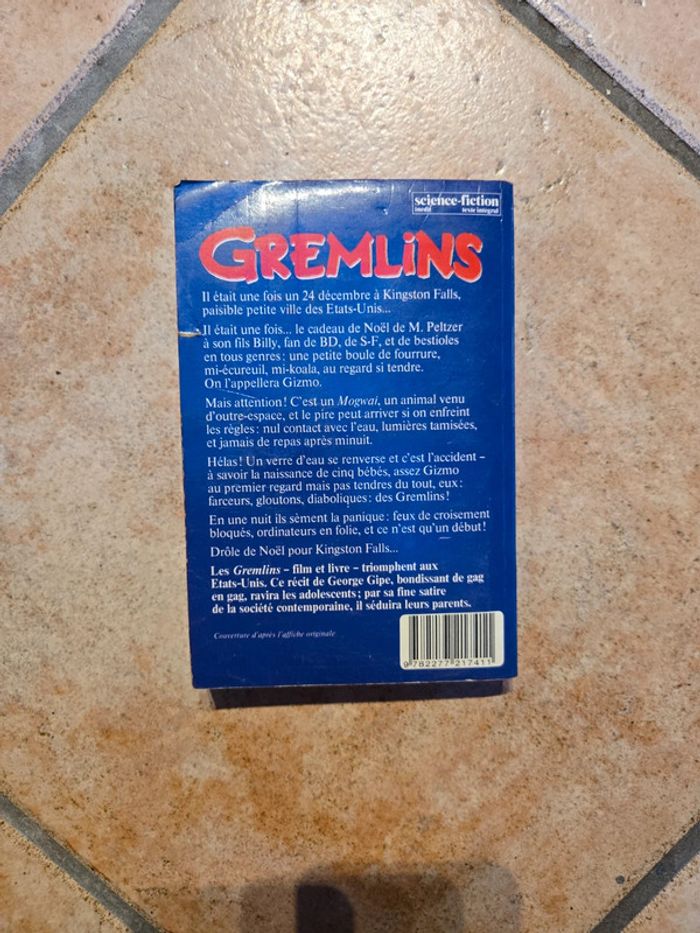 science-fiction
inédit texte intégral
GREMLINS
Il était une fois un 24 décembre à Kingston Falls,
paisible petite ville des Etats-Unis...
Il était une fois... le cadeau de Noël de M. Peltzer
à son fils Billy, fan de BD, de S-F, et de bestioles
en tous genres : une petite boule de fourrure,
mi-écureuil, mi-koala, au regard si tendre.
On l'appellera Gizmo.
Mais attention ! C'est un Mogwai, un animal venu
d'outre-espace, et le pire peut arriver si on enfreint
les règles : nul contact avec l'eau, lumières tamisées,
et jamais de repas après minuit.
Hélas ! Un verre d'eau se renverse et c'est l'accident –
à savoir la naissance de cinq bébés, assez Gizmo
au premier regard mais pas tendres du tout, eux :
farceurs, gloutons, diaboliques : des Gremlins !
En une nuit ils sèment la panique : feux de croisement
bloqués, ordinateurs en folie, et ce n'est qu'un début !
Drôle de Noël pour Kingston Falls...
Les Gremlins – film et livre – triomphent aux
Etats-Unis. Ce récit de George Gipe, bondissant de gag
en gag, ravira les adolescents ; par sa fine satire
de la société contemporaine, il séduira leurs parents.
Couverture d'après l'affiche originale
9 782277 217411